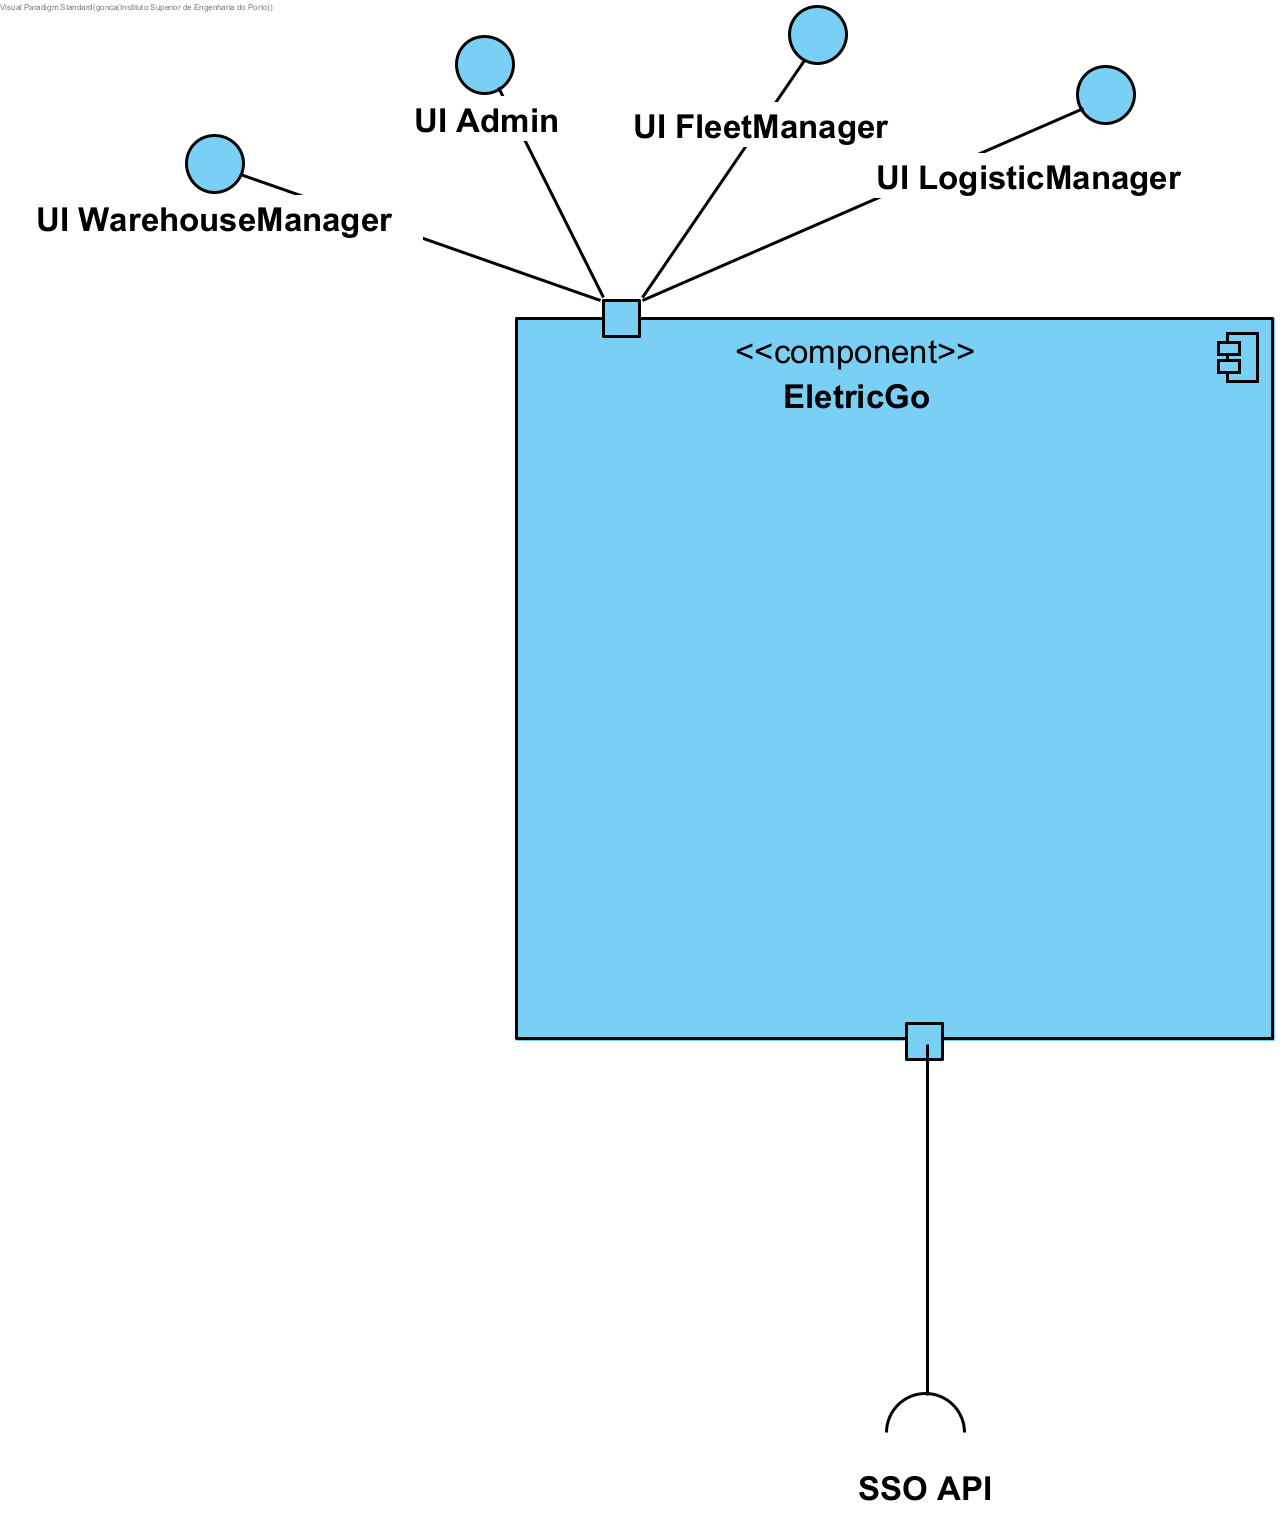 Visual Paradigm Standard(gonca(Instituto Superior de Engenharia do Porto))
UI Admin
UI FleetManager
UI LogisticManager
UI WarehouseManager
<<component>>
EletricGo
SSO API